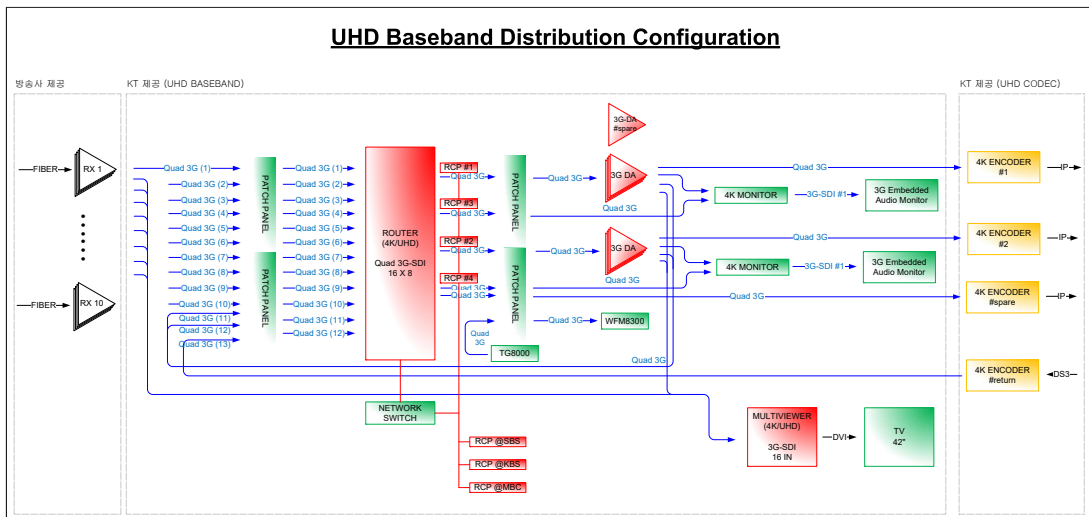 UHD Baseband Distribution Configuration
방송사 제공
KT 제공 (UHD BASEBAND)
KT 제공 (UHD CODEC)
FIBER
RX 1
FIBER
RX 10
Quad 3G (1)
Quad 3G (2)
Quad 3G (3)
Quad 3G (4)
Quad 3G (5)
Quad 3G (6)
Quad 3G (7)
Quad 3G (8)
Quad 3G (9)
Quad 3G (10)
Quad 3G (11)
Quad 3G (12)
Quad 3G (13)
PATCH PANEL
PATCH PANEL
Quad 3G (1)
Quad 3G (2)
Quad 3G (3)
Quad 3G (4)
Quad 3G (5)
Quad 3G (6)
Quad 3G (7)
Quad 3G (8)
Quad 3G (9)
Quad 3G (10)
Quad 3G (11)
Quad 3G (12)
ROUTER
(4K/UHD)
Quad 3G-SDI
16 X 8
NETWORK
SWITCH
RCP #1
Quad 3G
RCP #3
Quad 3G
RCP #2
Quad 3G
RCP #4
Quad 3G
Quad 3G
RCP @SBS
RCP @KBS
RCP @MBC
PATCH PANEL
PATCH PANEL
Quad
3G
TG8000
Quad 3G
Quad 3G
Quad 3G
Quad 3G
WFM8300
3G-DA
#spare
3G DA
Quad 3G
3G DA
Quad 3G
Quad 3G
4K MONITOR
3G-SDI #1
3G Embedded
Audio Monitor
Quad 3G
4K MONITOR
3G-SDI #1
3G Embedded
Audio Monitor
Quad 3G
Quad 3G
MULTIVIEWER
(4K/UHD)
3G-SDI
16 IN
DVI
TV
42"
4K ENCODER
#1
IP
4K ENCODER
#2
IP
4K ENCODER
#spare
IP
4K ENCODER
#return
DS3